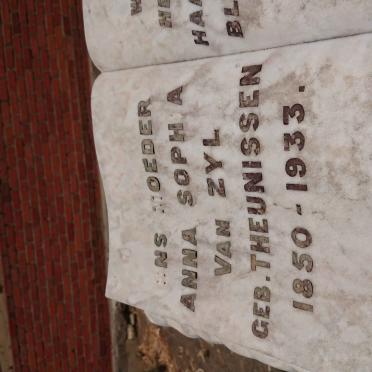 ONS MOEDER
ANNA SOPHIA
VAN ZYL
GEB. THEUNISSEN
1850-1933.